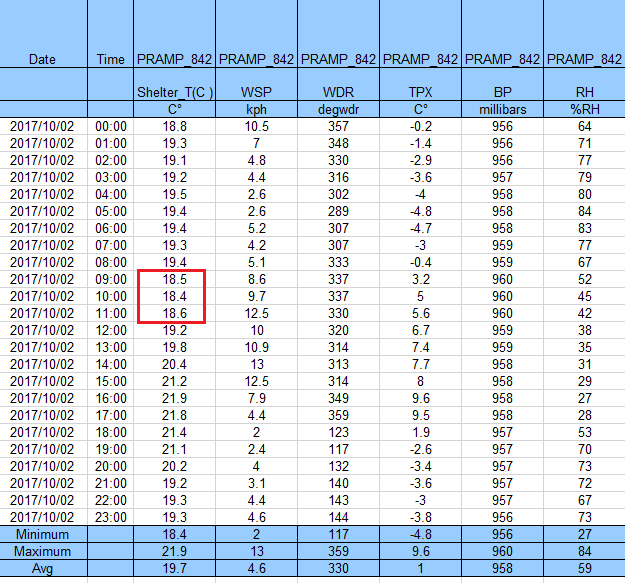 Date Time PRAMP_842 PRAMP_842 PRAMP_842 PRAMP_842 PRAMP_842 PRAMP_842
Shelter_T(C ) WSP WDR TPX BP RH
C° kph degwdr C° millibars %RH
2017/10/02 00:00 18.8 10.5 357 -0.2 956 64
2017/10/02 01:00 19.3 7 348 -1.4 956 71
2017/10/02 02:00 19.1 4.8 330 -2.9 956 77
2017/10/02 03:00 19.2 4.4 316 -3.6 957 79
2017/10/02 04:00 19.5 2.6 302 -4 958 80
2017/10/02 05:00 19.4 2.6 289 -4.8 958 84
2017/10/02 06:00 19.4 5.2 307 -4.7 958 83
2017/10/02 07:00 19.3 4.2 307 -3 959 77
2017/10/02 08:00 19.4 5.1 333 -0.4 959 67
2017/10/02 09:00 18.5 8.6 337 3.2 960 52
2017/10/02 10:00 18.4 9.7 337 5 960 45
2017/10/02 11:00 18.6 12.5 330 5.6 960 42
2017/10/02 12:00 19.2 10 320 6.7 959 38
2017/10/02 13:00 19.8 10.9 314 7.4 959 35
2017/10/02 14:00 20.4 13 313 7.7 958 31
2017/10/02 15:00 21.2 12.5 314 8 958 29
2017/10/02 16:00 21.9 7.9 349 9.6 958 27
2017/10/02 17:00 21.8 4.4 359 9.5 958 28
2017/10/02 18:00 21.4 2 123 1.9 957 53
2017/10/02 19:00 21.1 2.4 117 -2.6 957 70
2017/10/02 20:00 20.2 4 132 -3.4 957 73
2017/10/02 21:00 19.2 3.1 140 -3.6 957 72
2017/10/02 22:00 19.3 4.4 143 -3 957 67
2017/10/02 23:00 19.3 4.6 144 -3.8 956 73
Minimum 18.4 2 117 -4.8 956 27
Maximum 21.9 13 359 9.6 960 84
Avg 19.7 4.6 330 1 958 59